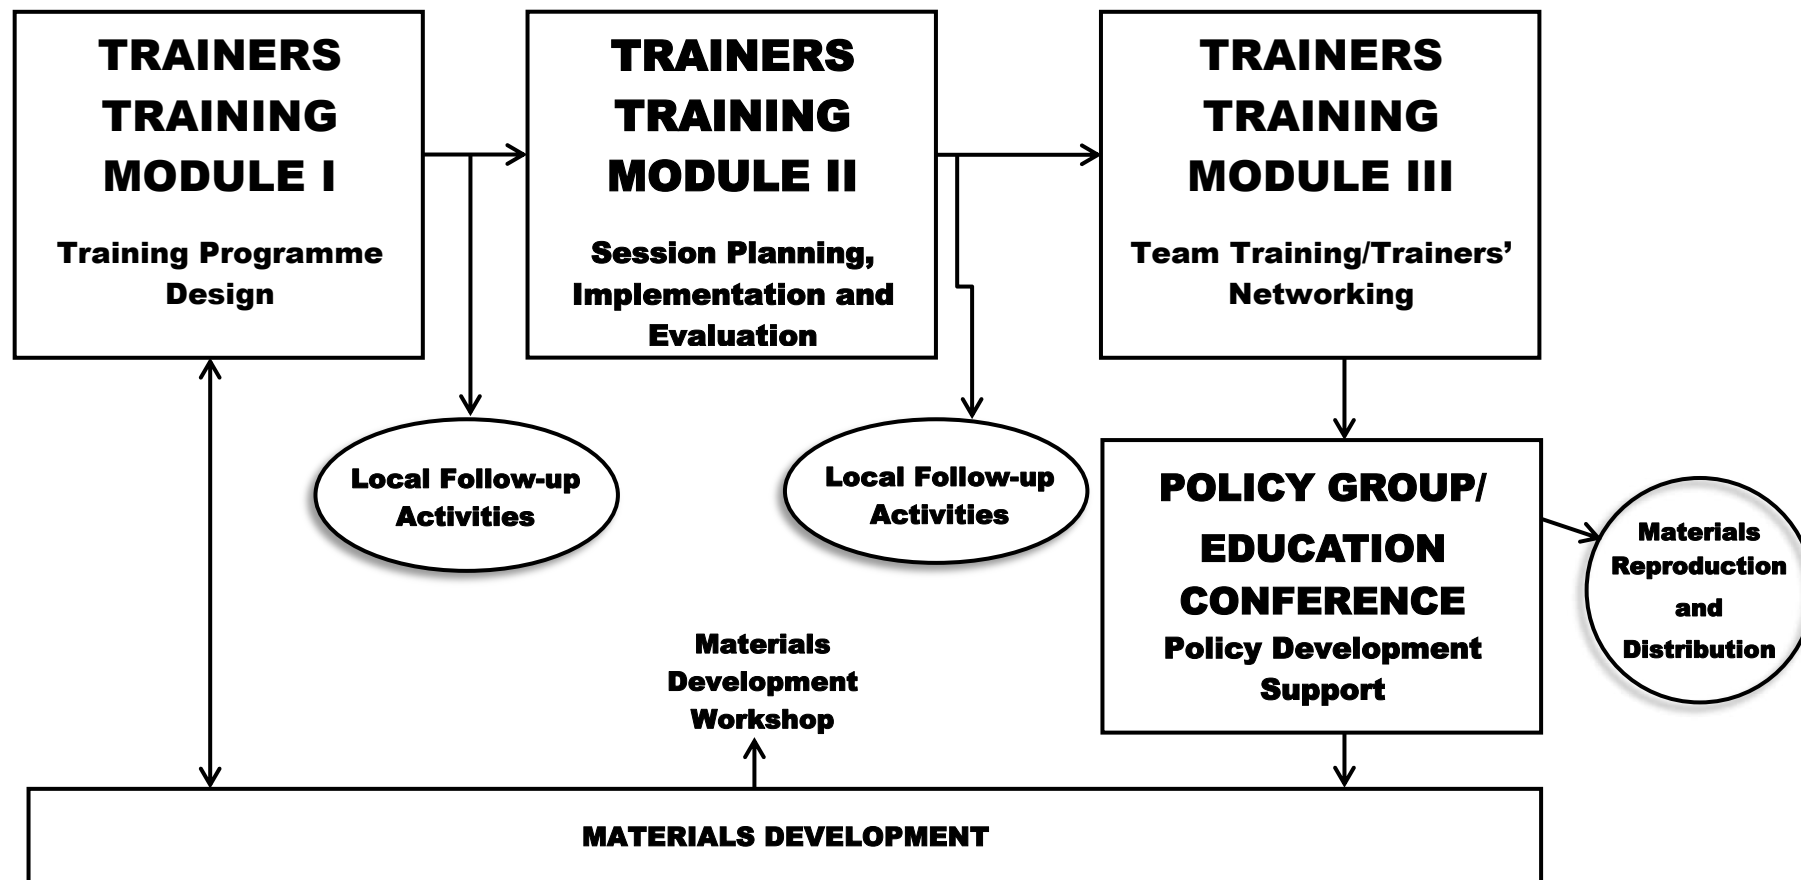 TRAINERS
TRAINING
MODULE I
Training Programme
Design
TRAINERS
TRAINING
MODULE II
Session Planning,
Implementation and
Evaluation
TRAINERS
TRAINING
MODULE III
Team Training/Trainers’
Networking
Local Follow-up
Activities
Local Follow-up
Activities
POLICY GROUP/
EDUCATION
CONFERENCE
Policy Development
Support
Materials
Reproduction
and
Distribution
Materials
Development
Workshop
MATERIALS DEVELOPMENT